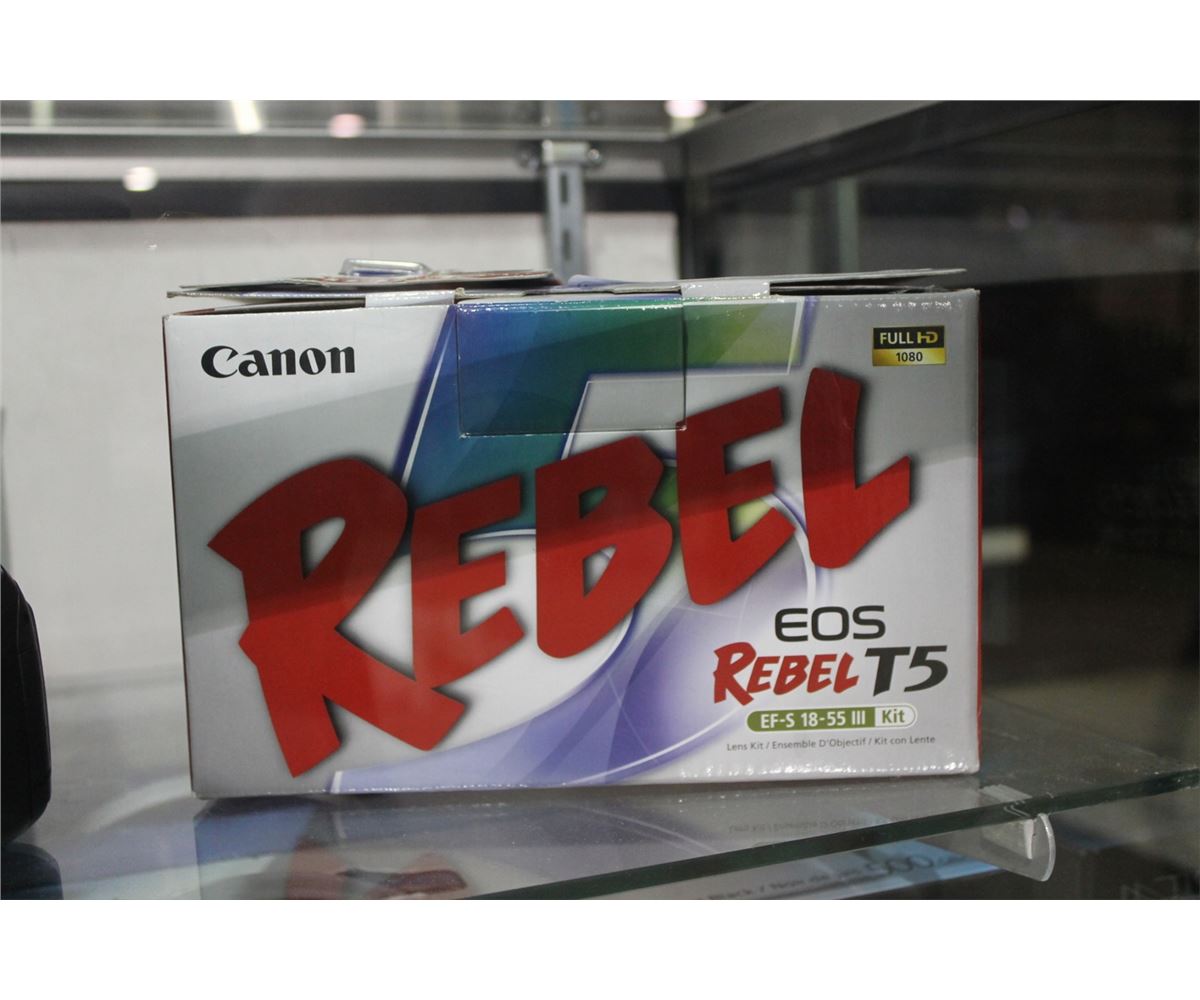 Canon
FULL HD
1080
REBEL
EOS
REBEL T5
EF-S 18-55 III Kit
Lens Kit / Ensemble D'Objectif / Kit con Lente